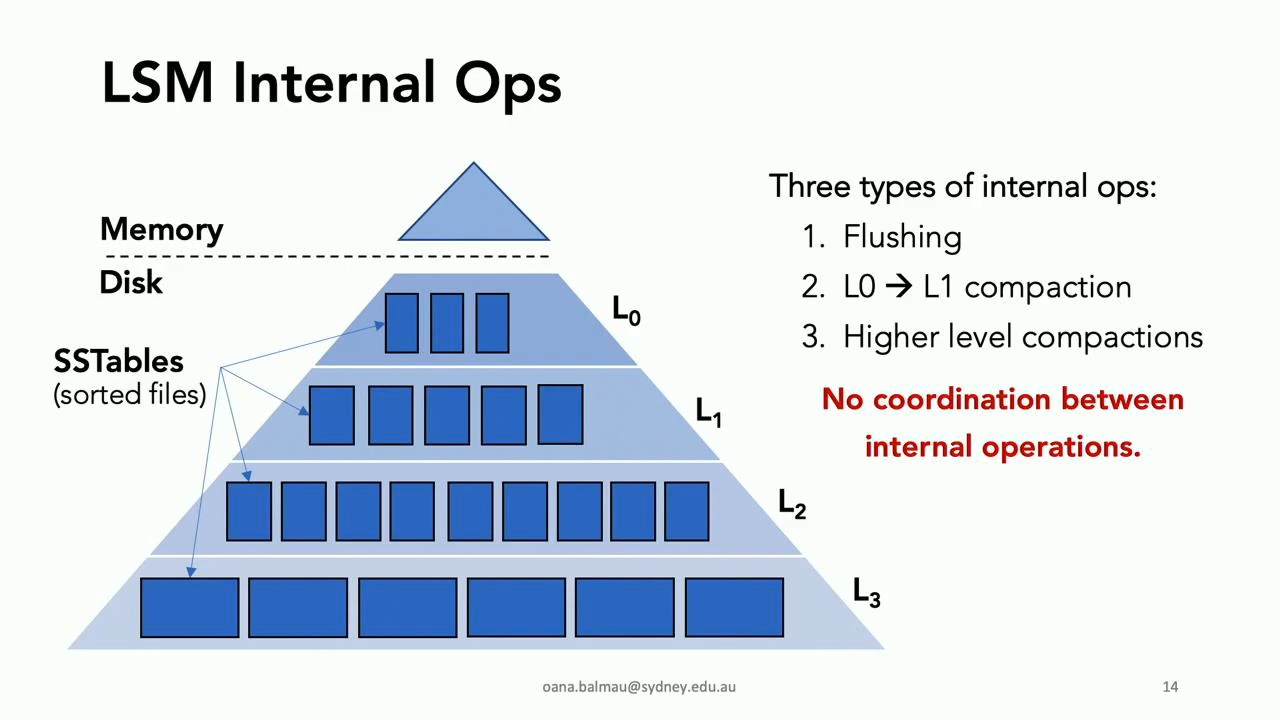 LSM Internal Ops
Memory
Disk
SSTables
(sorted files)
L0
L1
L2
L3
Three types of internal ops:
1. Flushing
2. L0 → L1 compaction
3. Higher level compactions
No coordination between
internal operations.
oana.balmau@sydney.edu.au
14